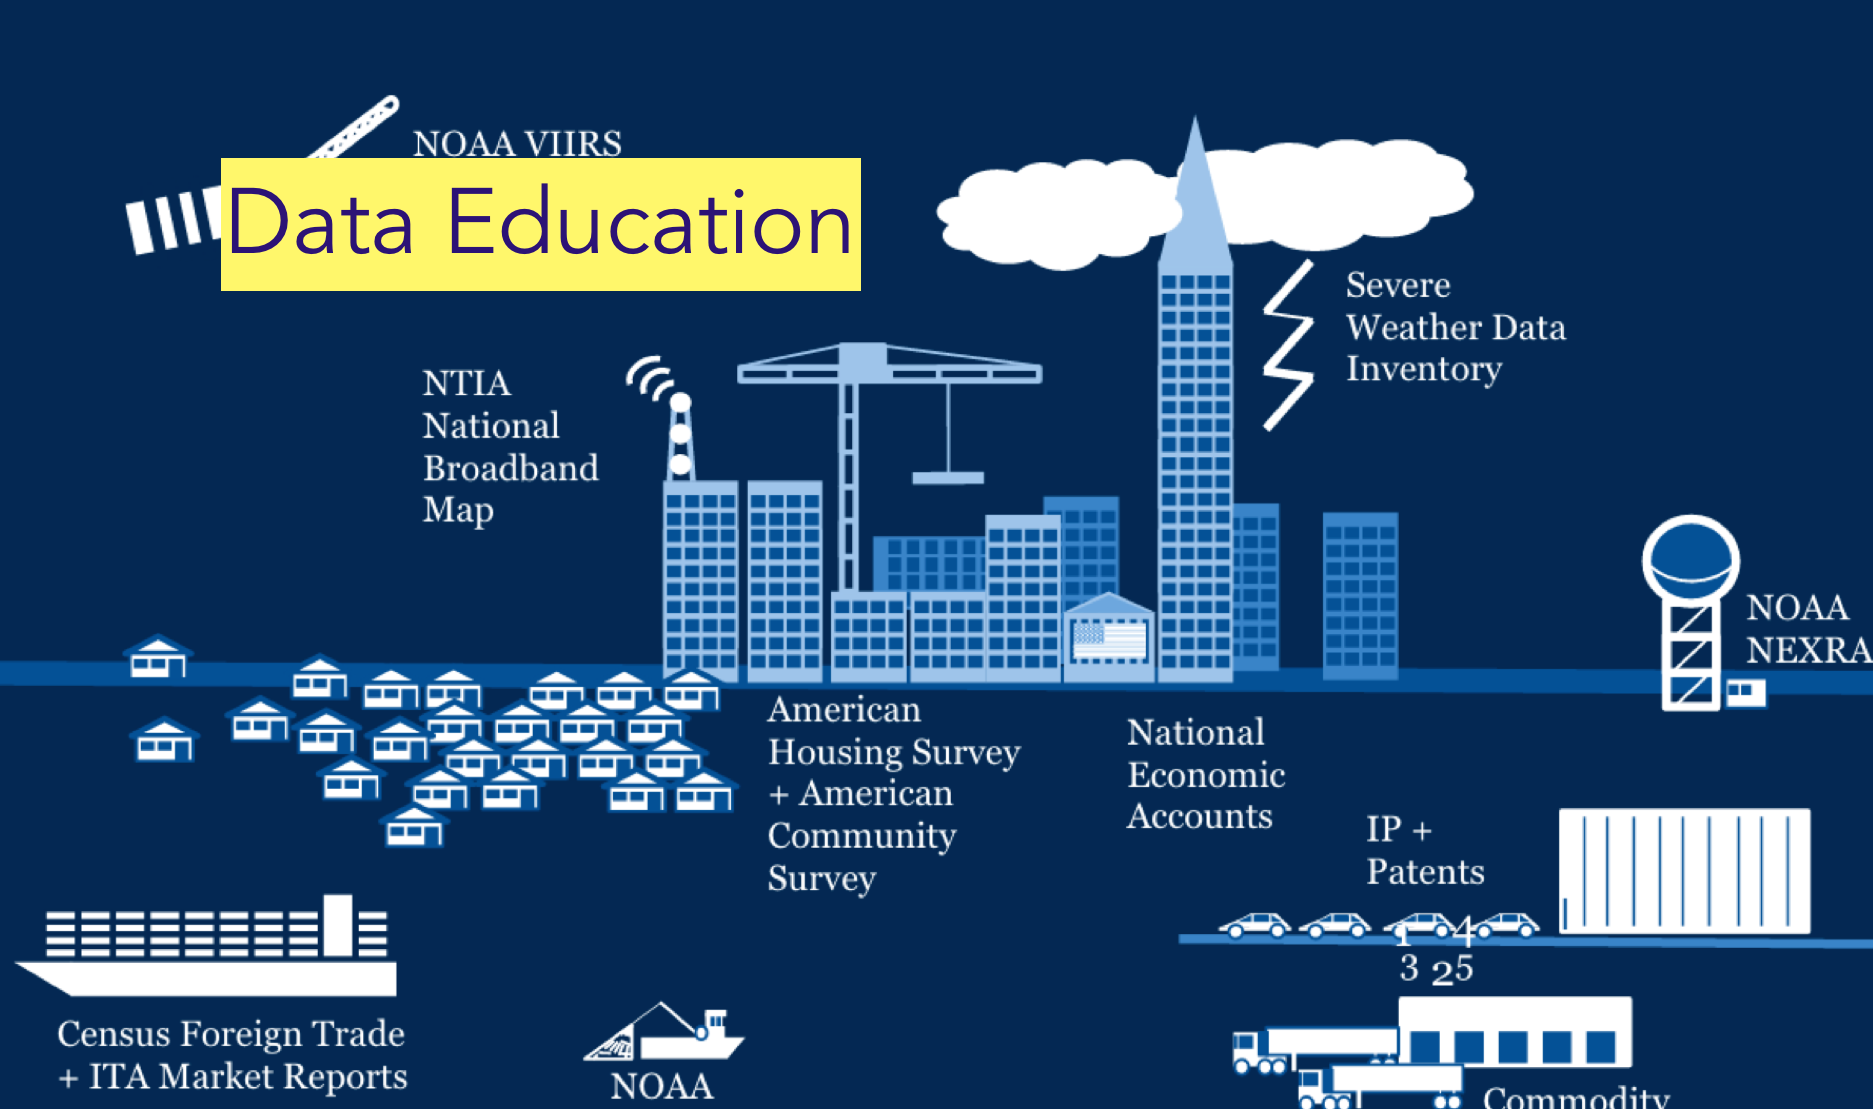 NOAA VIIRS
Data Education
Severe
Weather Data
Inventory
NTIA
National
Broadband
Map
NOAA
NEXRA
American
Housing Survey
+ American
Community
Survey
National
Economic
Accounts
IP +
Patents
1 4
3 25
Census Foreign Trade
+ ITA Market Reports
NOAA
Commodity